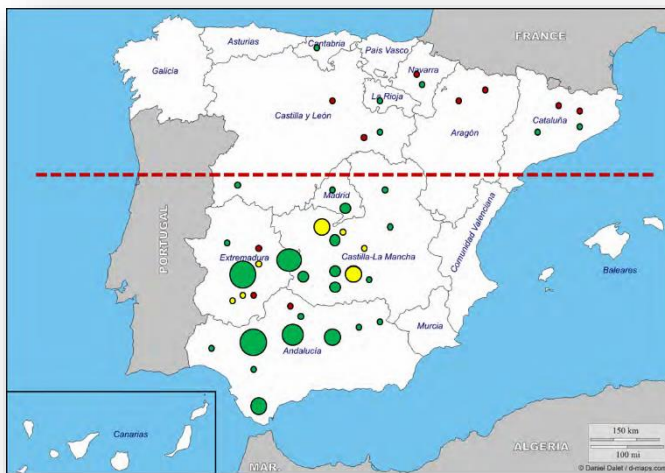 FRANCE
Asturias
Cantabria
País Vasco
Galicia
Navarra
La Rioja
Castilla y León
Cataluña
Aragón
Madrid
PORTUGAL
Comunidad Valenciana
Extremadura
Castilla-La Mancha
Baleares
Murcia
Andalucía
Canarias
150 km
100 mi
MAR.
ALGERIA
© Daniel Dalet / d-maps.com